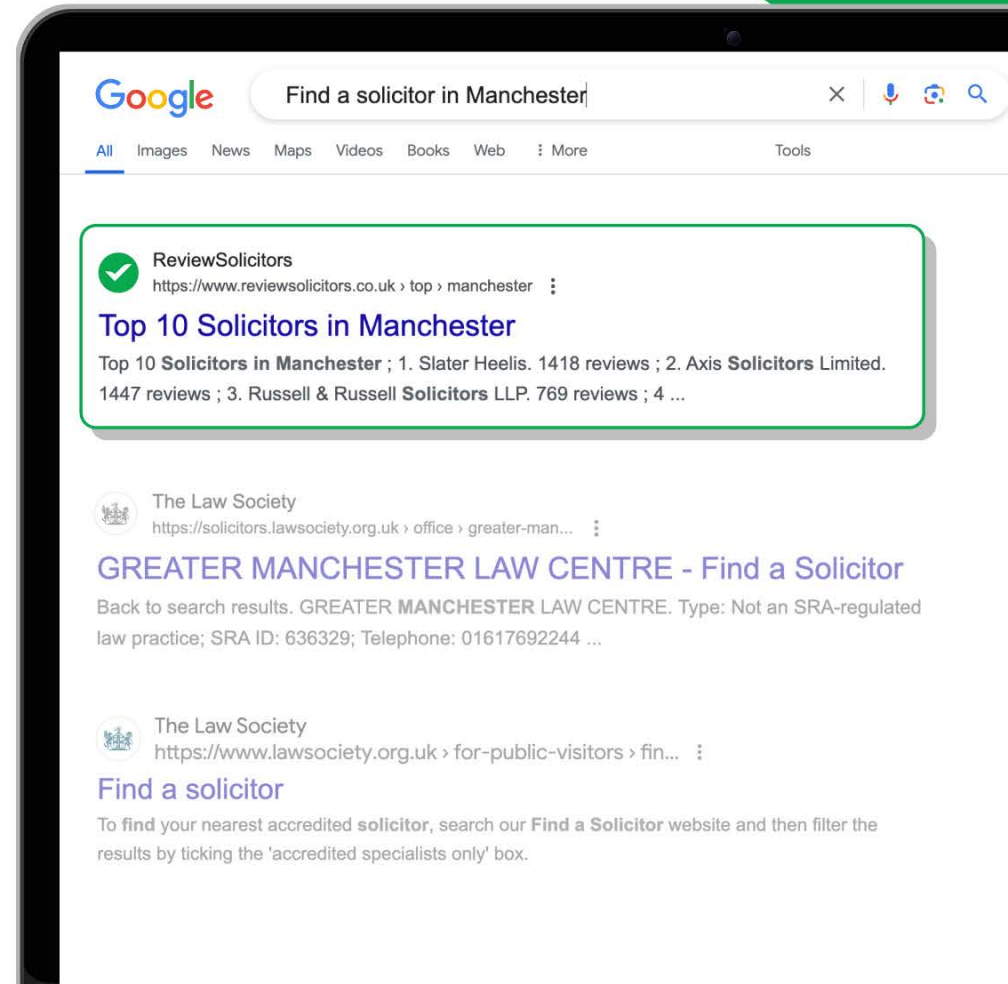 Google
Find a solicitor in Manchester
All Images News Maps Videos Books Web More Tools
ReviewSolicitors
https://www.reviewsolicitors.co.uk › top › manchester
Top 10 Solicitors in Manchester
Top 10 Solicitors in Manchester ; 1. Slater Heelis. 1418 reviews ; 2. Axis Solicitors Limited.
1447 reviews ; 3. Russell & Russell Solicitors LLP. 769 reviews ; 4 ...
The Law Society
https://solicitors.lawsociety.org.uk › office › greater-man...
GREATER MANCHESTER LAW CENTRE - Find a Solicitor
Back to search results. GREATER MANCHESTER LAW CENTRE. Type: Not an SRA-regulated
law practice; SRA ID: 636329; Telephone: 01617692244 ...
The Law Society
https://www.lawsociety.org.uk › for-public-visitors › fin...
Find a solicitor
To find your nearest accredited solicitor, search our Find a Solicitor website and then filter the
results by ticking the 'accredited specialists only' box.